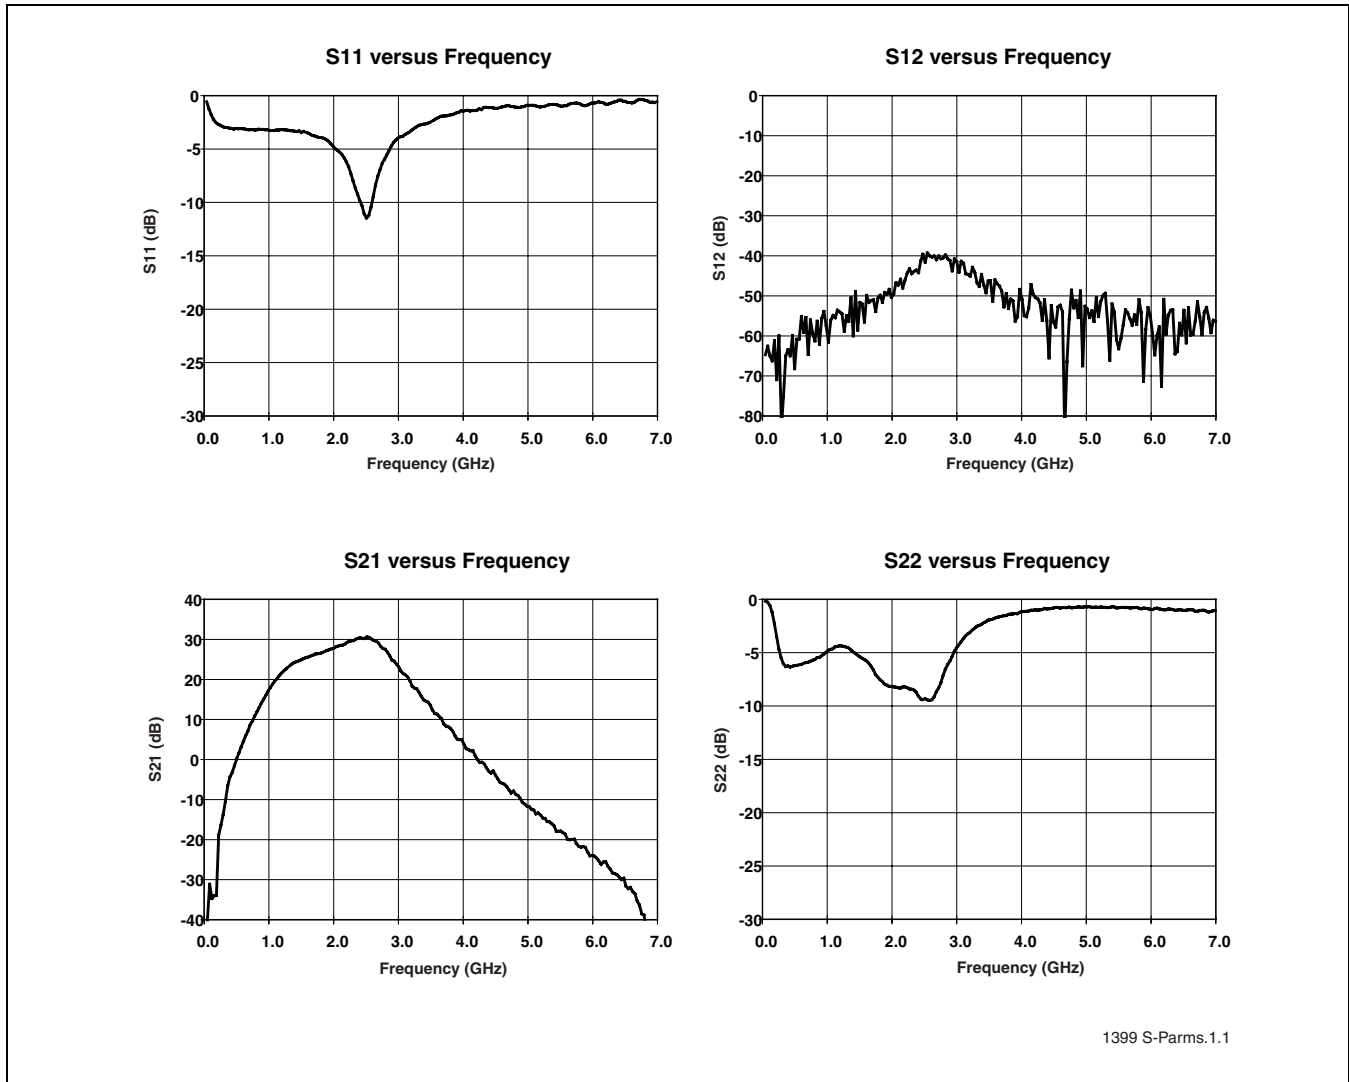 S11 versus Frequency
0
-5
-10
-15
-20
-25
-30
S11 (dB)
0.0 1.0 2.0 3.0 4.0 5.0 6.0 7.0
Frequency (GHz)
S12 versus Frequency
0
-10
-20
-30
-40
-50
-60
-70
-80
S12 (dB)
0.0 1.0 2.0 3.0 4.0 5.0 6.0 7.0
Frequency (GHz)
S21 versus Frequency
40
30
20
10
0
-10
-20
-30
-40
S21 (dB)
0.0 1.0 2.0 3.0 4.0 5.0 6.0 7.0
Frequency (GHz)
S22 versus Frequency
0
-5
-10
-15
-20
-25
-30
S22 (dB)
0.0 1.0 2.0 3.0 4.0 5.0 6.0 7.0
Frequency (GHz)
1399 S-Parms.1.1